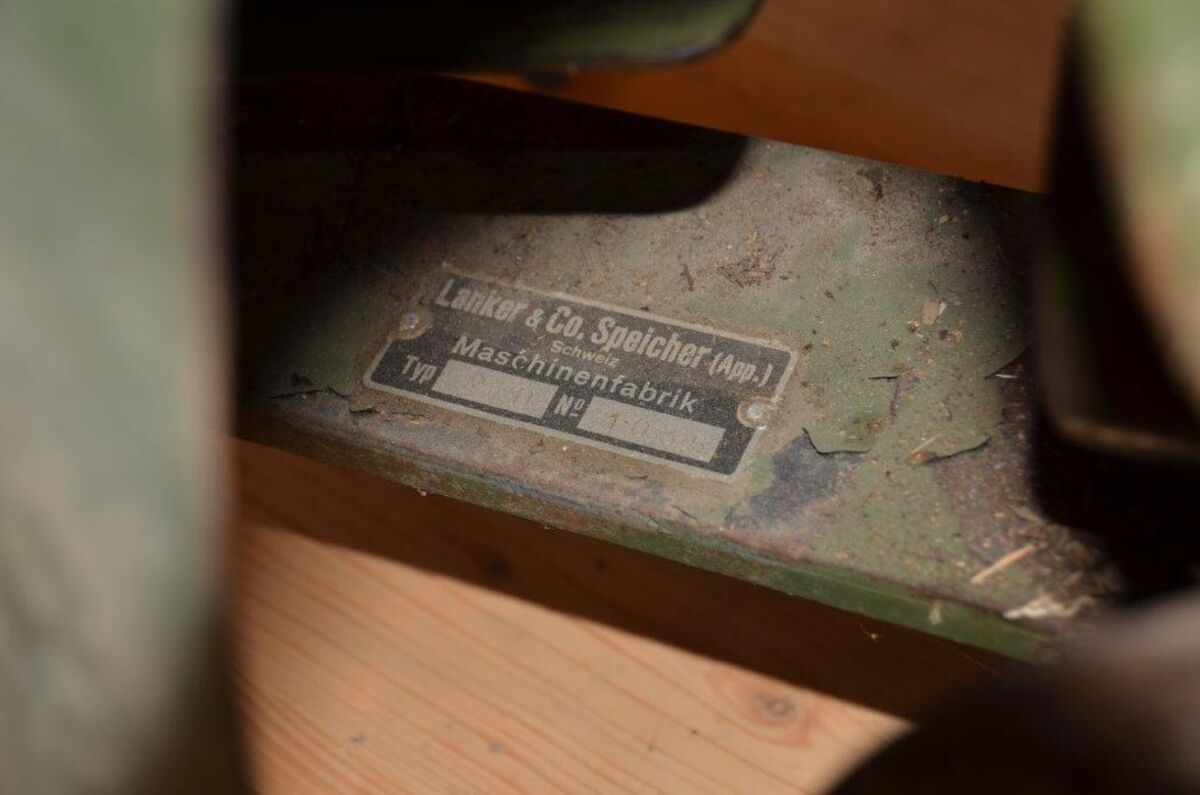 Lanker & Co. Speicher (App.)
Schweiz
Maschinenfabrik
Typ Nº